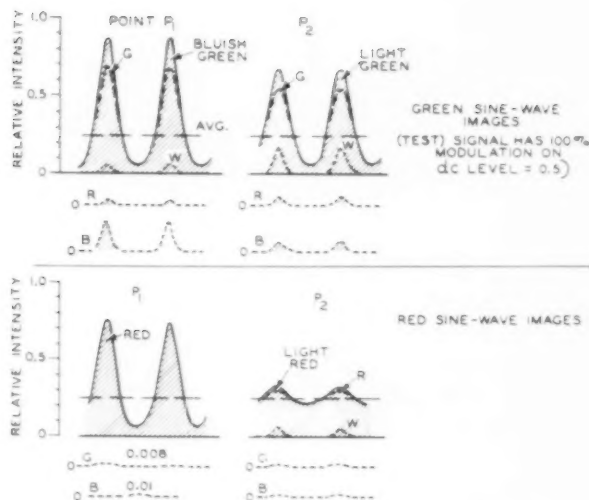 POINT P1
P2
RELATIVE INTENSITY
1.0
0.5
0
G
BLUISH GREEN
AVG.
W
G
LIGHT GREEN
W
GREEN SINE-WAVE IMAGES
(TEST) SIGNAL HAS 100% MODULATION ON
dC LEVEL = 0.5)
0 R
0 B
R
B
P1
P2
RELATIVE INTENSITY
1.0
0.5
0
RED
LIGHT RED
R
W
RED SINE-WAVE IMAGES
0 G 0.008
0 B 0.01
0 G
0 B